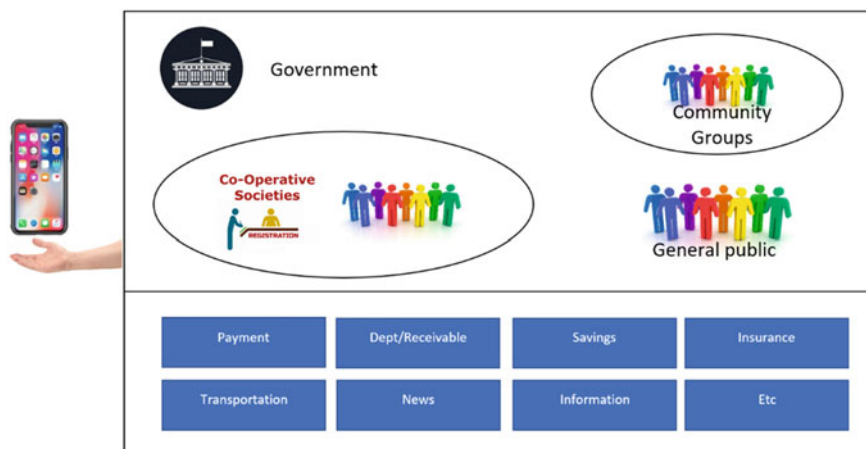 Government
Community
Groups
Co-Operative
Societies
REGISTRATION
General public
Payment
Dept/Receivable
Savings
Insurance
Transportation
News
Information
Etc